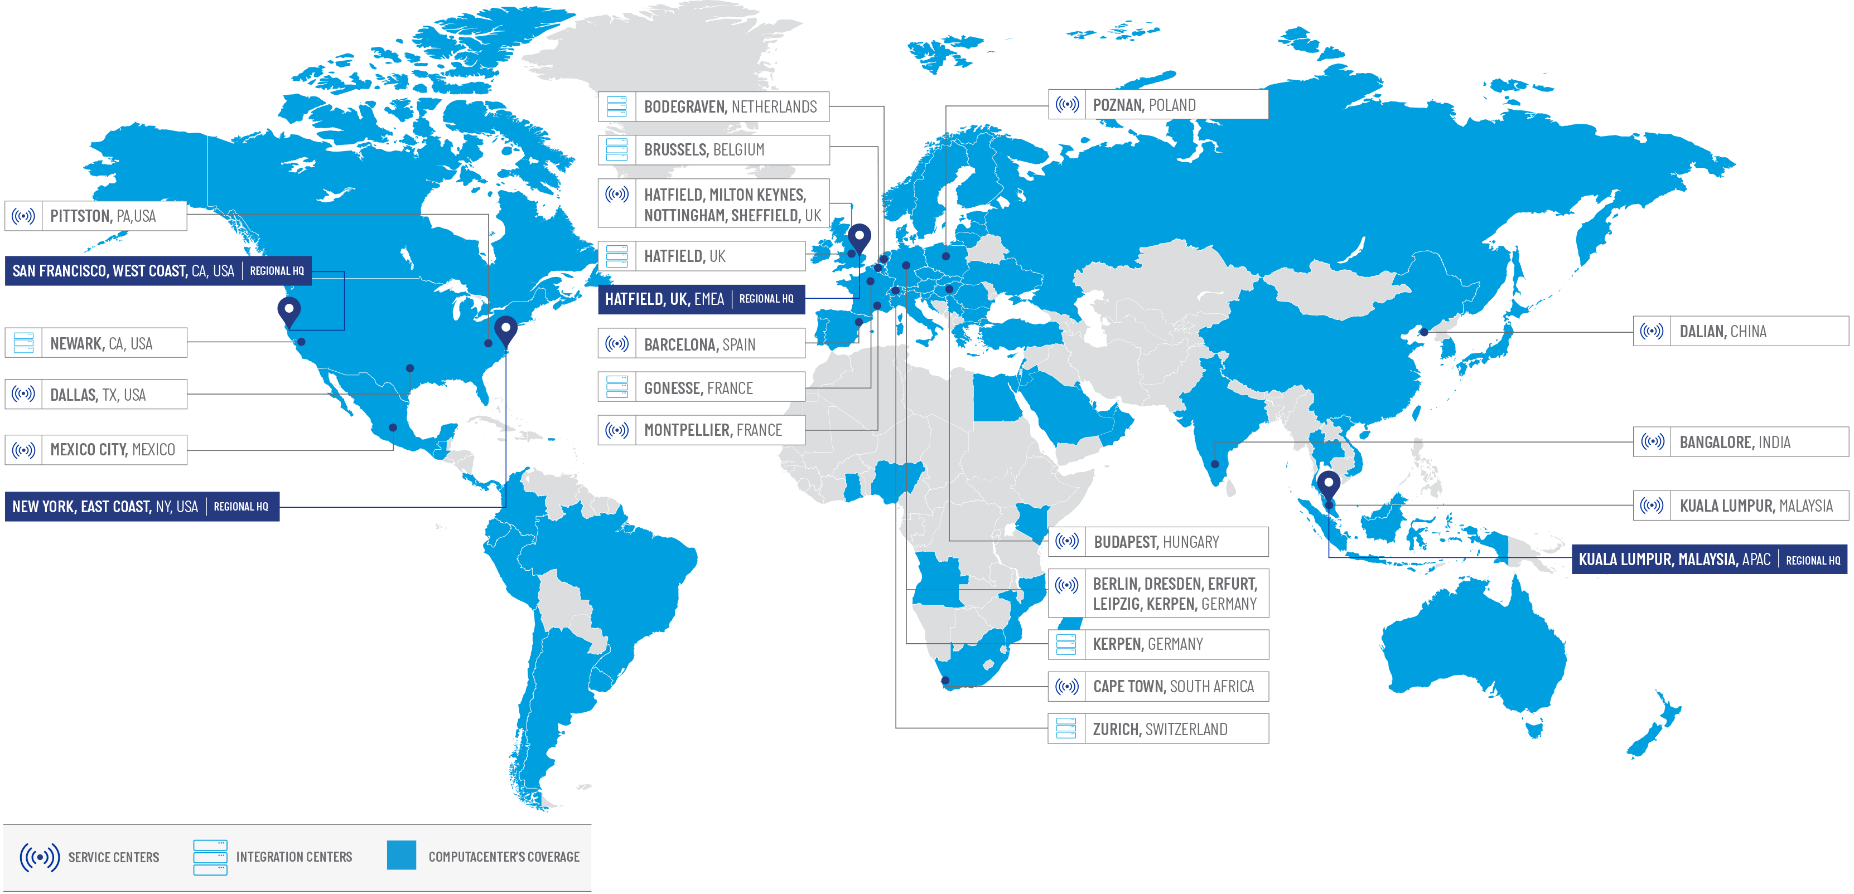 PITTSTON, PA,USA
SAN FRANCISCO, WEST COAST, CA, USA | REGIONAL HQ
NEWARK, CA, USA
DALLAS, TX, USA
MEXICO CITY, MEXICO
NEW YORK, EAST COAST, NY, USA | REGIONAL HQ
BODEGRAVEN, NETHERLANDS
BRUSSELS, BELGIUM
HATFIELD, MILTON KEYNES,
NOTTINGHAM, SHEFFIELD, UK
HATFIELD, UK
HATFIELD, UK, EMEA | REGIONAL HQ
BARCELONA, SPAIN
GONESSE, FRANCE
MONTPELLIER, FRANCE
POZNAN, POLAND
BUDAPEST, HUNGARY
BERLIN, DRESDEN, ERFURT,
LEIPZIG, KERPEN, GERMANY
KERPEN, GERMANY
CAPE TOWN, SOUTH AFRICA
ZURICH, SWITZERLAND
DALIAN, CHINA
BANGALORE, INDIA
KUALA LUMPUR, MALAYSIA
KUALA LUMPUR, MALAYSIA, APAC | REGIONAL HQ
SERVICE CENTERS
INTEGRATION CENTERS
COMPUTACENTER'S COVERAGE